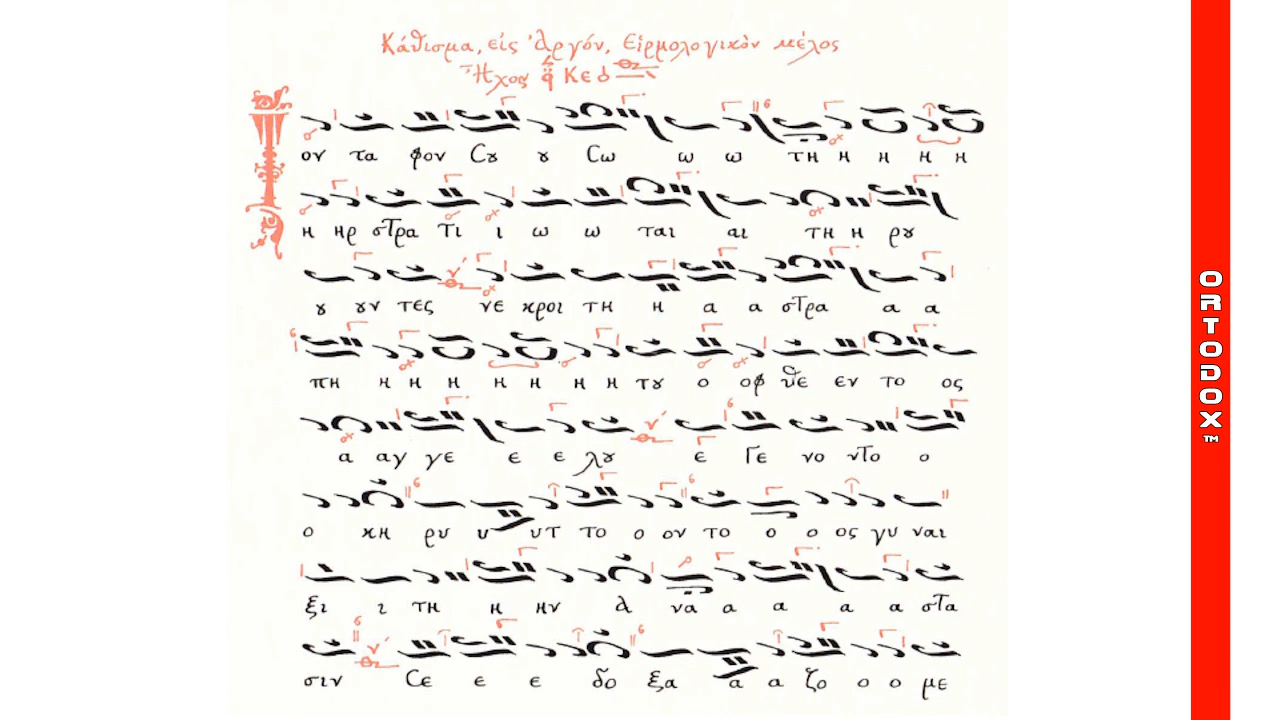 Κάθισμα, εἰς Ἀργόν, Εἱρμολογικὸν μέλος
Ἦχος Κε
Τ
ον τα φον Cȣ ȣ Cω ω ω τη η η η η
η ηρ στρα τι ι ω ω ται αι τη η ρȣ
ȣ ȣν τες νε κροι τη η α α στρα α α
πη η η η η η η η τȣ ο οφ θε εν το ος
α αγ γε ε ε λȣ ε Γε νο ντο ο
ο κη ρυ υ υτ το ο ον το ο ο ος γυ ναι
ξι ι τη η ην Α να α α α α στα
σιν Cε ε ε δο ξα α α ζο ο ο με
ORTODOX™